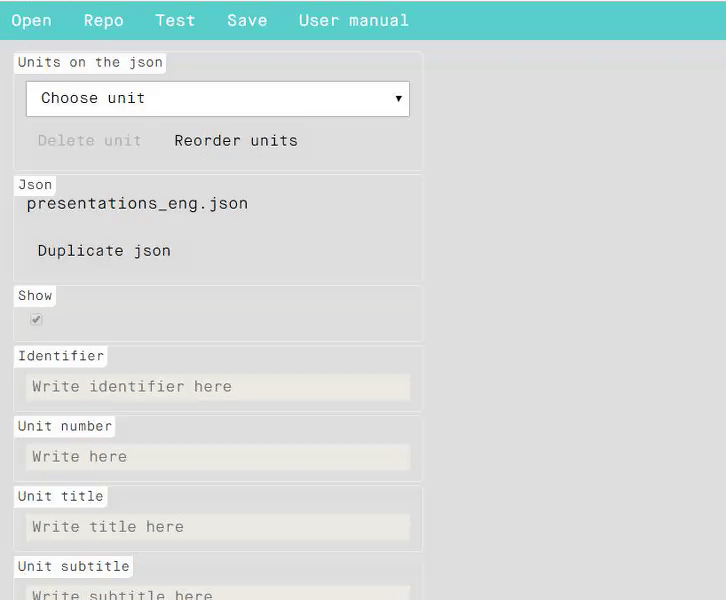 Open Repo Test Save User manual
Units on the json
Choose unit
Delete unit Reorder units
Json
presentations_eng.json
Duplicate json
Show
Identifier
Write identifier here
Unit number
Write here
Unit title
Write title here
Unit subtitle
Write subtitle here